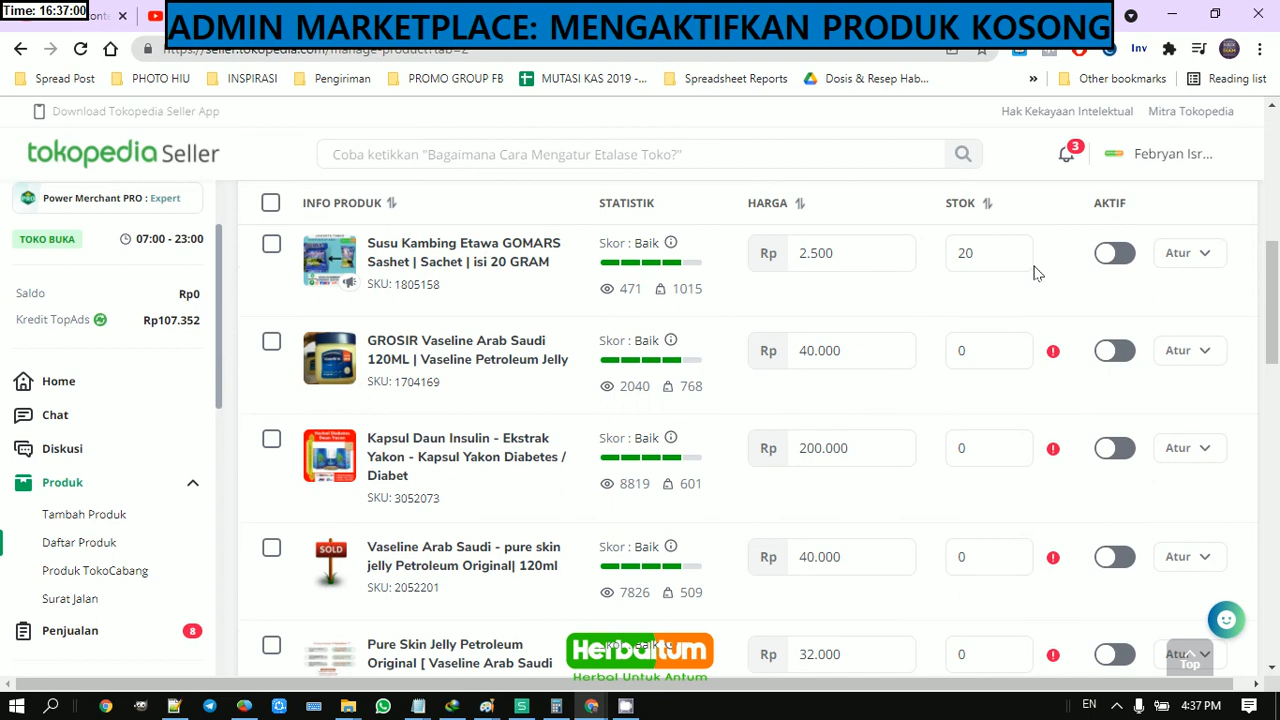 Time: 16:37:00
ADMIN MARKETPLACE: MENGAKTIFKAN PRODUK KOSONG
Spread Post
PHOTO HIU
INSPIRASI
Pengiriman
PROMO GROUP FB
MUTASI KAS 2019 -...
Spreadsheet Reports
Dosis & Resep Hab...
»
Other bookmarks
Reading list
Inv
Download Tokopedia Seller App
Hak Kekayaan Intelektual
Mitra Tokopedia
tokopedia Seller
Coba ketikkan "Bagaimana Cara Mengatur Etalase Toko?"
3
Febryan Isr...
PRO
Power Merchant PRO : Expert
TOKO BUKA
07:00 - 23:00
Saldo
Rp0
Kredit TopAds
Rp107.352
Home
Chat
Diskusi
Produk
Tambah Produk
Daftar Produk
Produk TokoCabang
Surat Jalan
Penjualan
8
INFO PRODUK
STATISTIK
HARGA
STOK
AKTIF
Susu Kambing Etawa GOMARS
Sashet | Sachet | isi 20 GRAM
SKU: 1805158
Skor : Baik
471
1015
Rp
2.500
20
Atur
GROSIR Vaseline Arab Saudi
120ML | Vaseline Petroleum Jelly
SKU: 1704169
Skor : Baik
2040
768
Rp
40.000
0
Atur
Kapsul Daun Insulin - Ekstrak
Yakon - Kapsul Yakon Diabetes /
Diabet
SKU: 3052073
Skor : Baik
8819
601
Rp
200.000
0
Atur
SOLD
Vaseline Arab Saudi - pure skin
jelly Petroleum Original| 120ml
SKU: 2052201
Skor : Baik
7826
509
Rp
40.000
0
Atur
Pure Skin Jelly Petroleum
Original [ Vaseline Arab Saudi
Rp
32.000
0
Top
Herbaltum
Herbal Untuk Antum
EN
4:37 PM